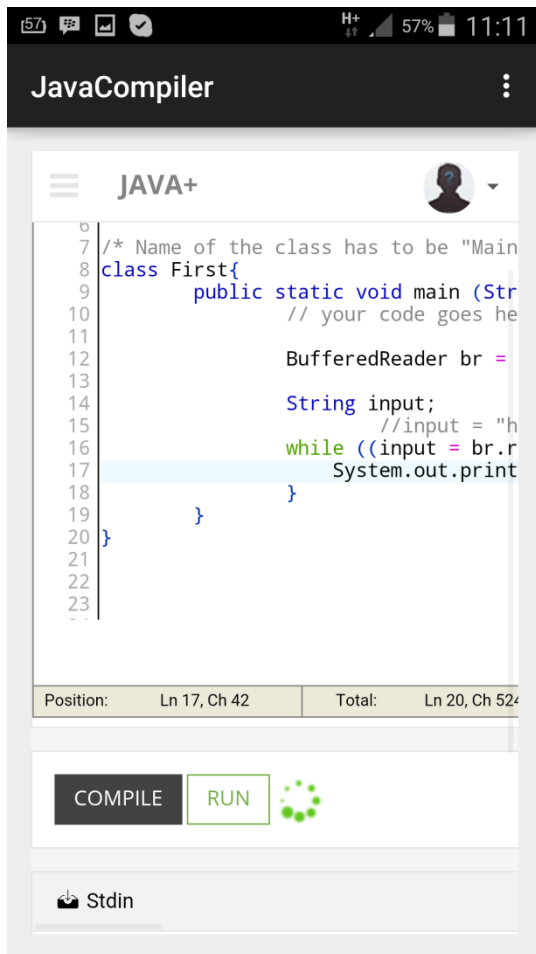 [57] H+ 57% 11:11
JavaCompiler
JAVA+
6
7 /* Name of the class has to be "Main
8 class First{
9 public static void main (Str
10 // your code goes he
11
12 BufferedReader br =
13
14 String input;
15 //input = "h
16 while ((input = br.r
17 System.out.print
18 }
19 }
20 }
21
22
23
Position: Ln 17, Ch 42 Total: Ln 20, Ch 524
COMPILE RUN
Stdin